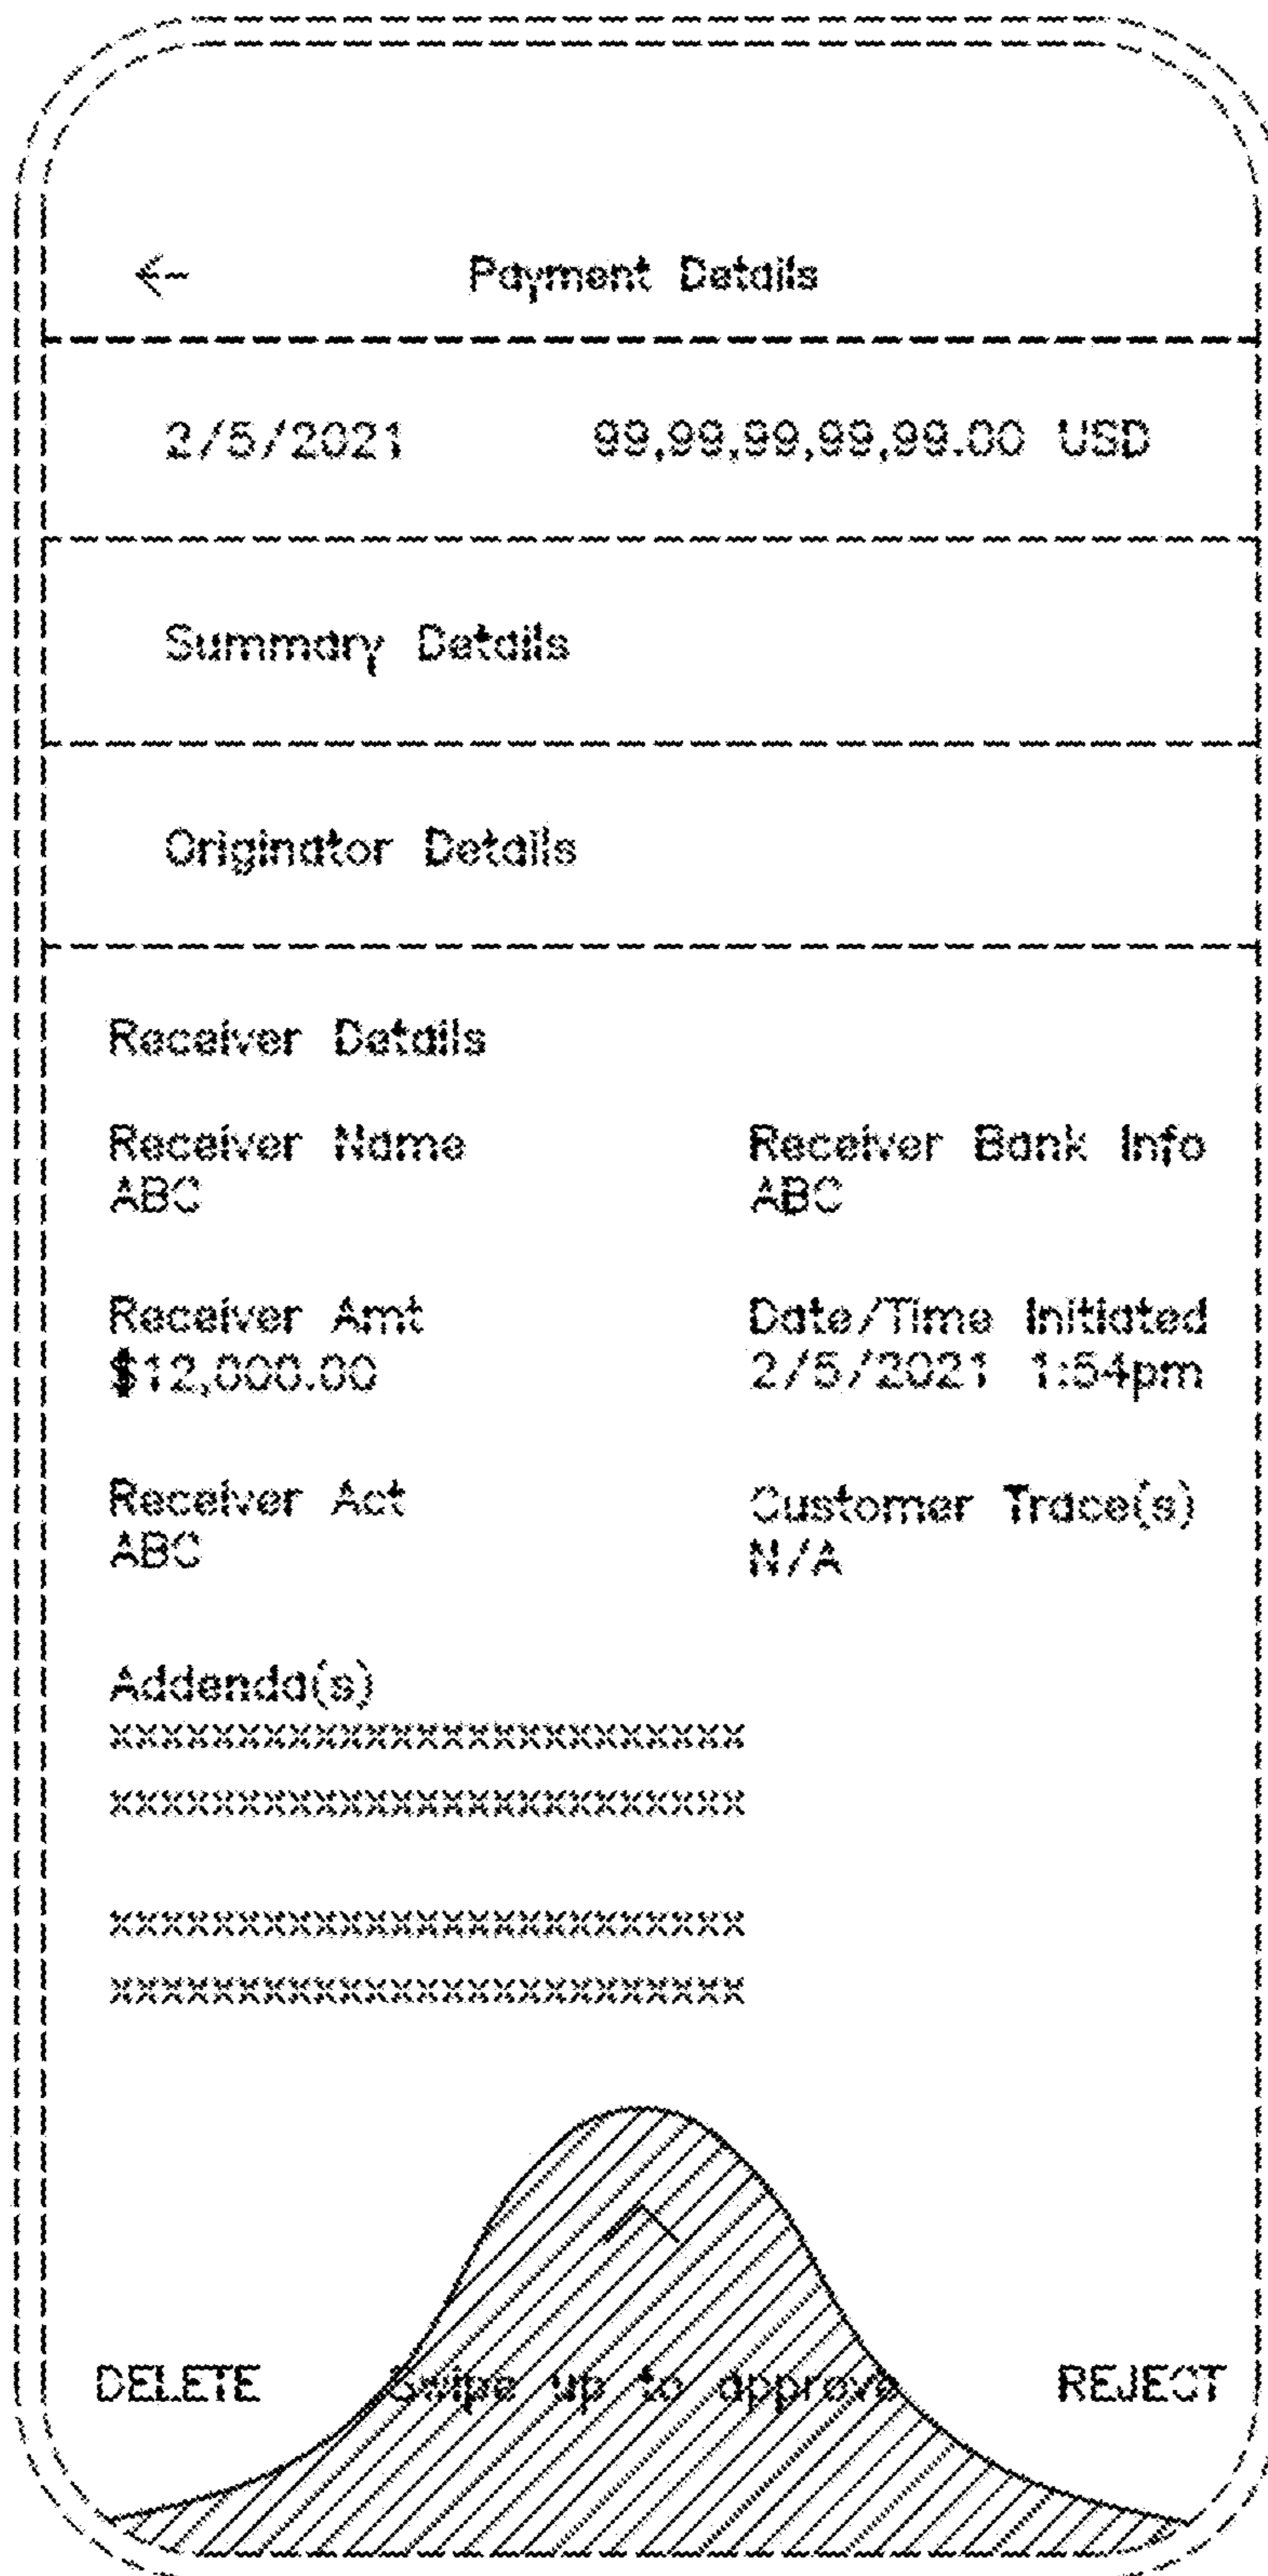 ← Payment Details
2/5/2021 99,99,99,99,99.00 USD
Summary Details
Originator Details
Receiver Details
Receiver Name Receiver Bank Info
ABC ABC
Receiver Amt Date/Time Initiated
$12,000.00 2/5/2021 1:54pm
Receiver Act Customer Trace(s)
ABC N/A
Addenda(s)
xxxxxxxxxxxxxxxxxxxxxxxxx
xxxxxxxxxxxxxxxxxxxxxxxxx
xxxxxxxxxxxxxxxxxxxxxxxxx
xxxxxxxxxxxxxxxxxxxxxxxxx
DELETE Swipe up to approve REJECT